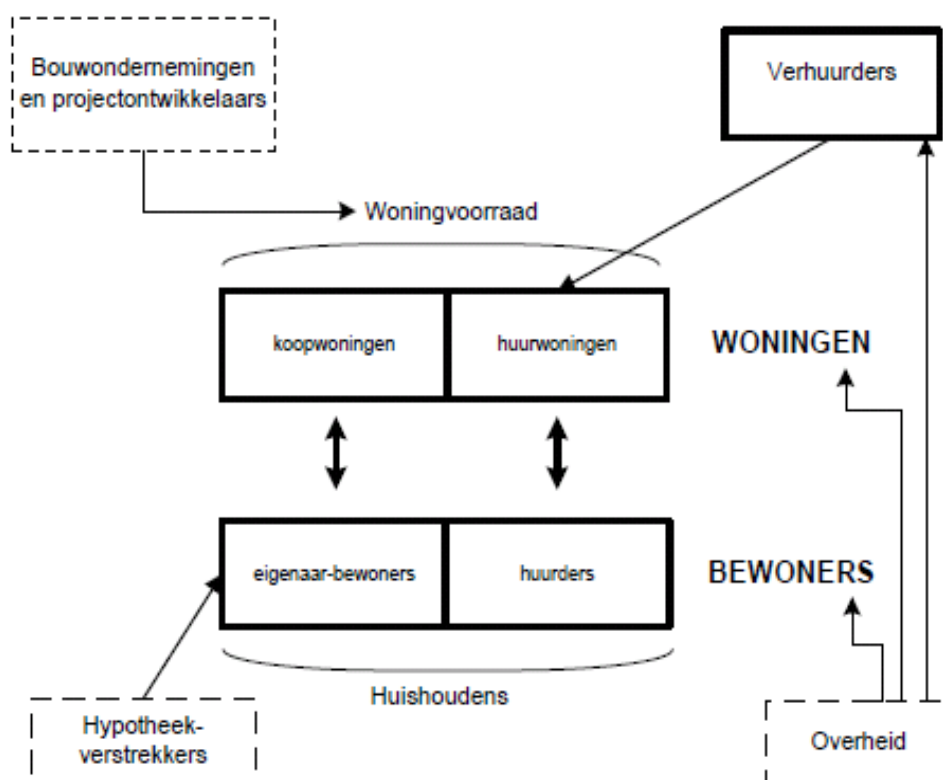 Bouwondernemingen
en projectontwikkelaars
Verhuurders
Woningvoorraad
koopwoningen
huurwoningen
WONINGEN
eigenaar-bewoners
huurders
BEWONERS
Huishoudens
Hypotheek-
verstrekkers
Overheid